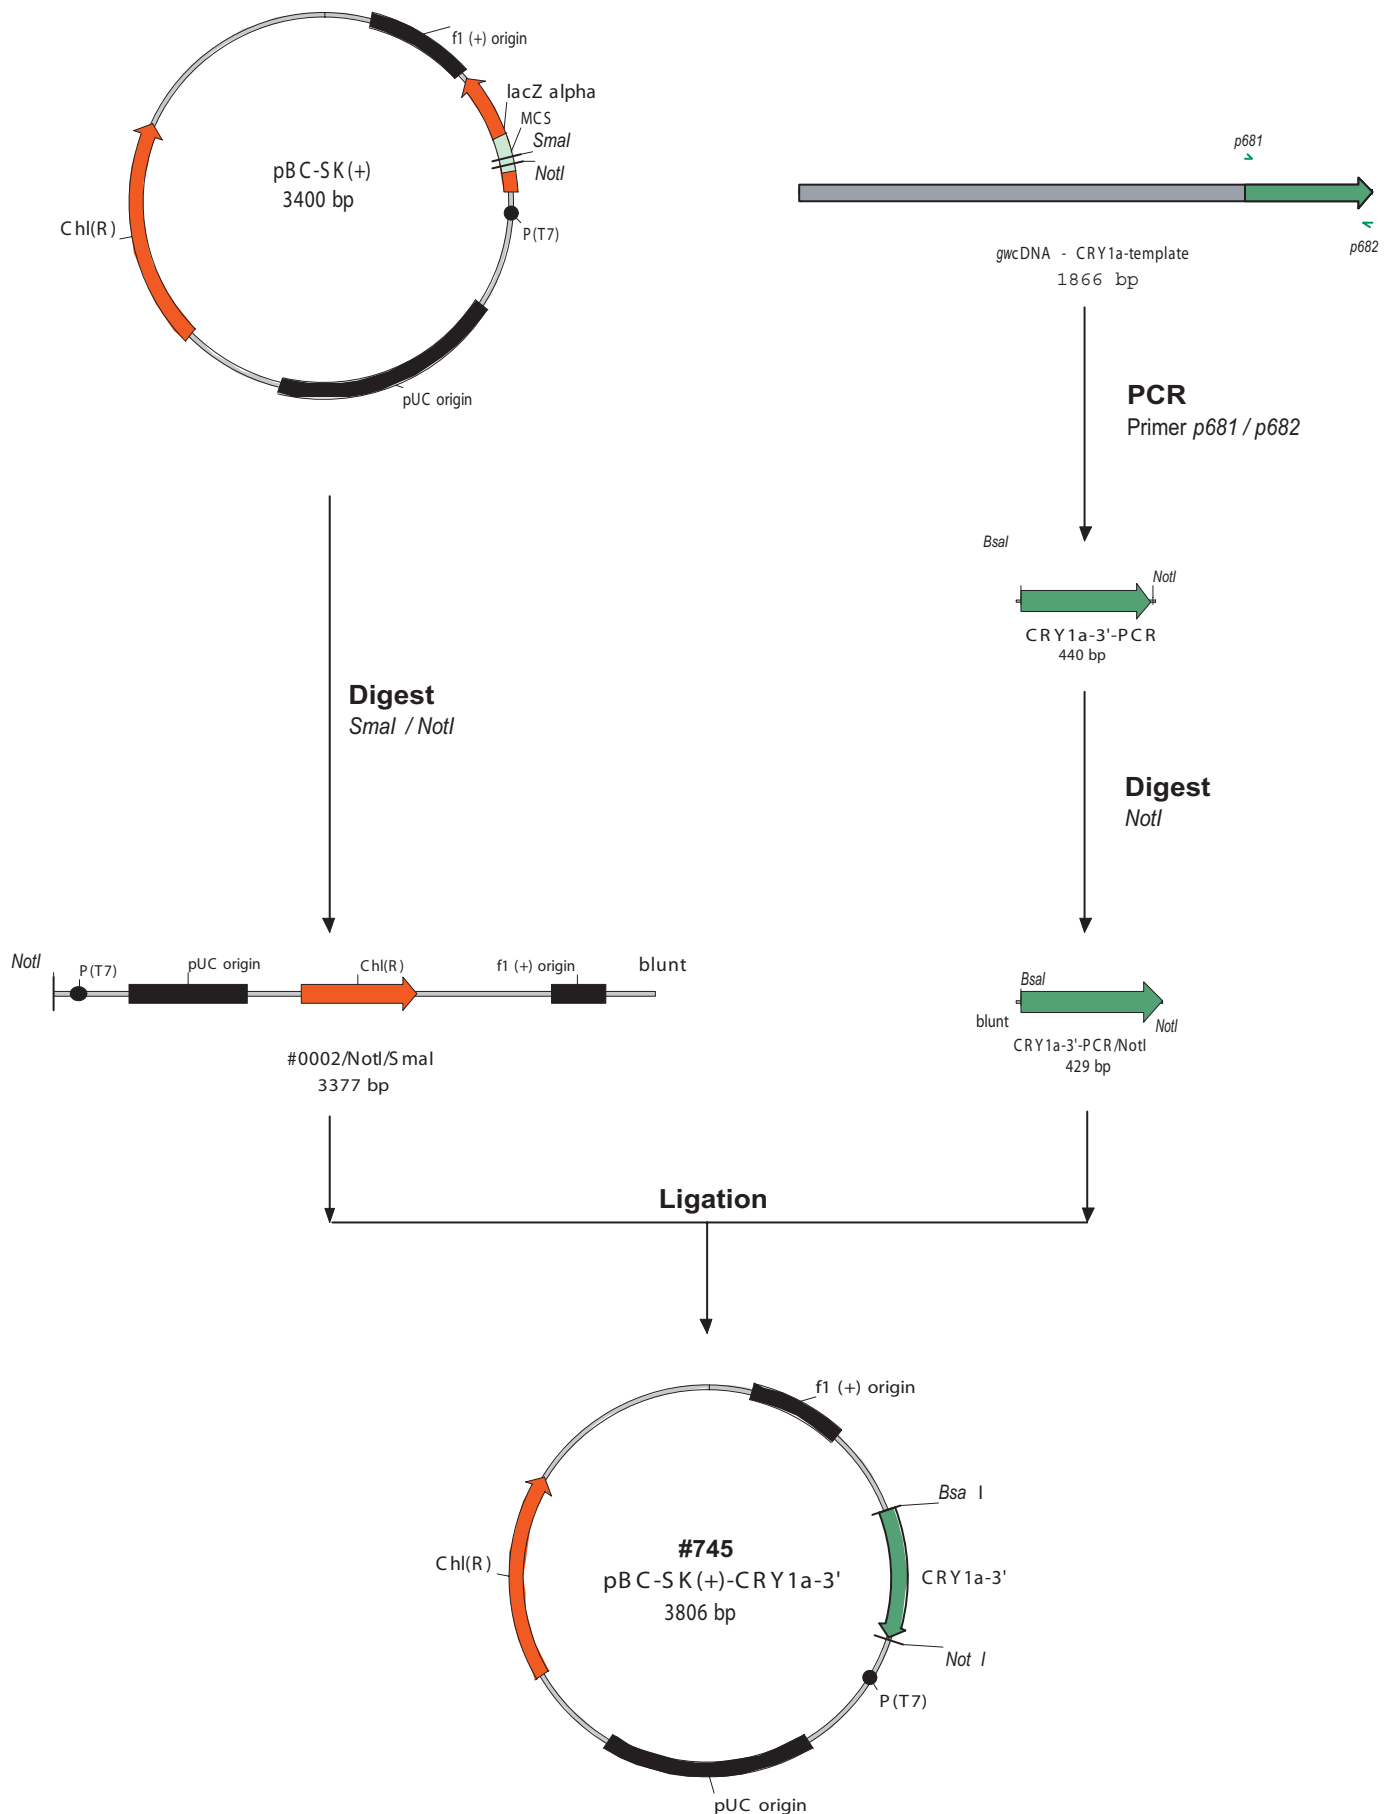 f1 (+) origin
lacZ alpha
MCS
SmaI
NotI
pBC-SK(+)
3400 bp
Chl(R)
P(T7)
pUC origin
p681
p682
gwcDNA - CRY1a-template
1866 bp
PCR
Primer p681 / p682
BsaI
NotI
CRY1a-3'-PCR
440 bp
Digest
SmaI / NotI
Digest
NotI
NotI
P(T7)
pUC origin
Chl(R)
f1 (+) origin
blunt
#0002/NotI/SmaI
3377 bp
BsaI
blunt
NotI
CRY1a-3'-PCR/NotI
429 bp
Ligation
f1 (+) origin
Bsa I
#745
pBC-SK(+)-CRY1a-3'
3806 bp
Chl(R)
CRY1a-3'
Not I
P(T7)
pUC origin